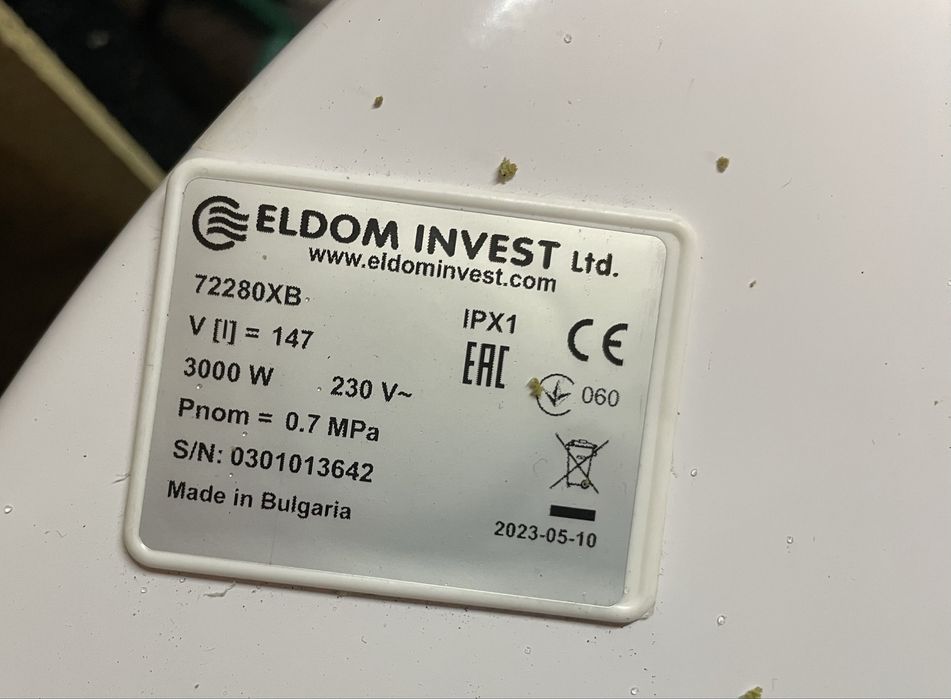 ELDOM INVEST Ltd.
www.eldominvest.com
72280XB
V [l] = 147
3000 W 230 V~
Pnom = 0.7 MPa
S/N: 0301013642
Made in Bulgaria
IPX1
CE
EAC
060
2023-05-10